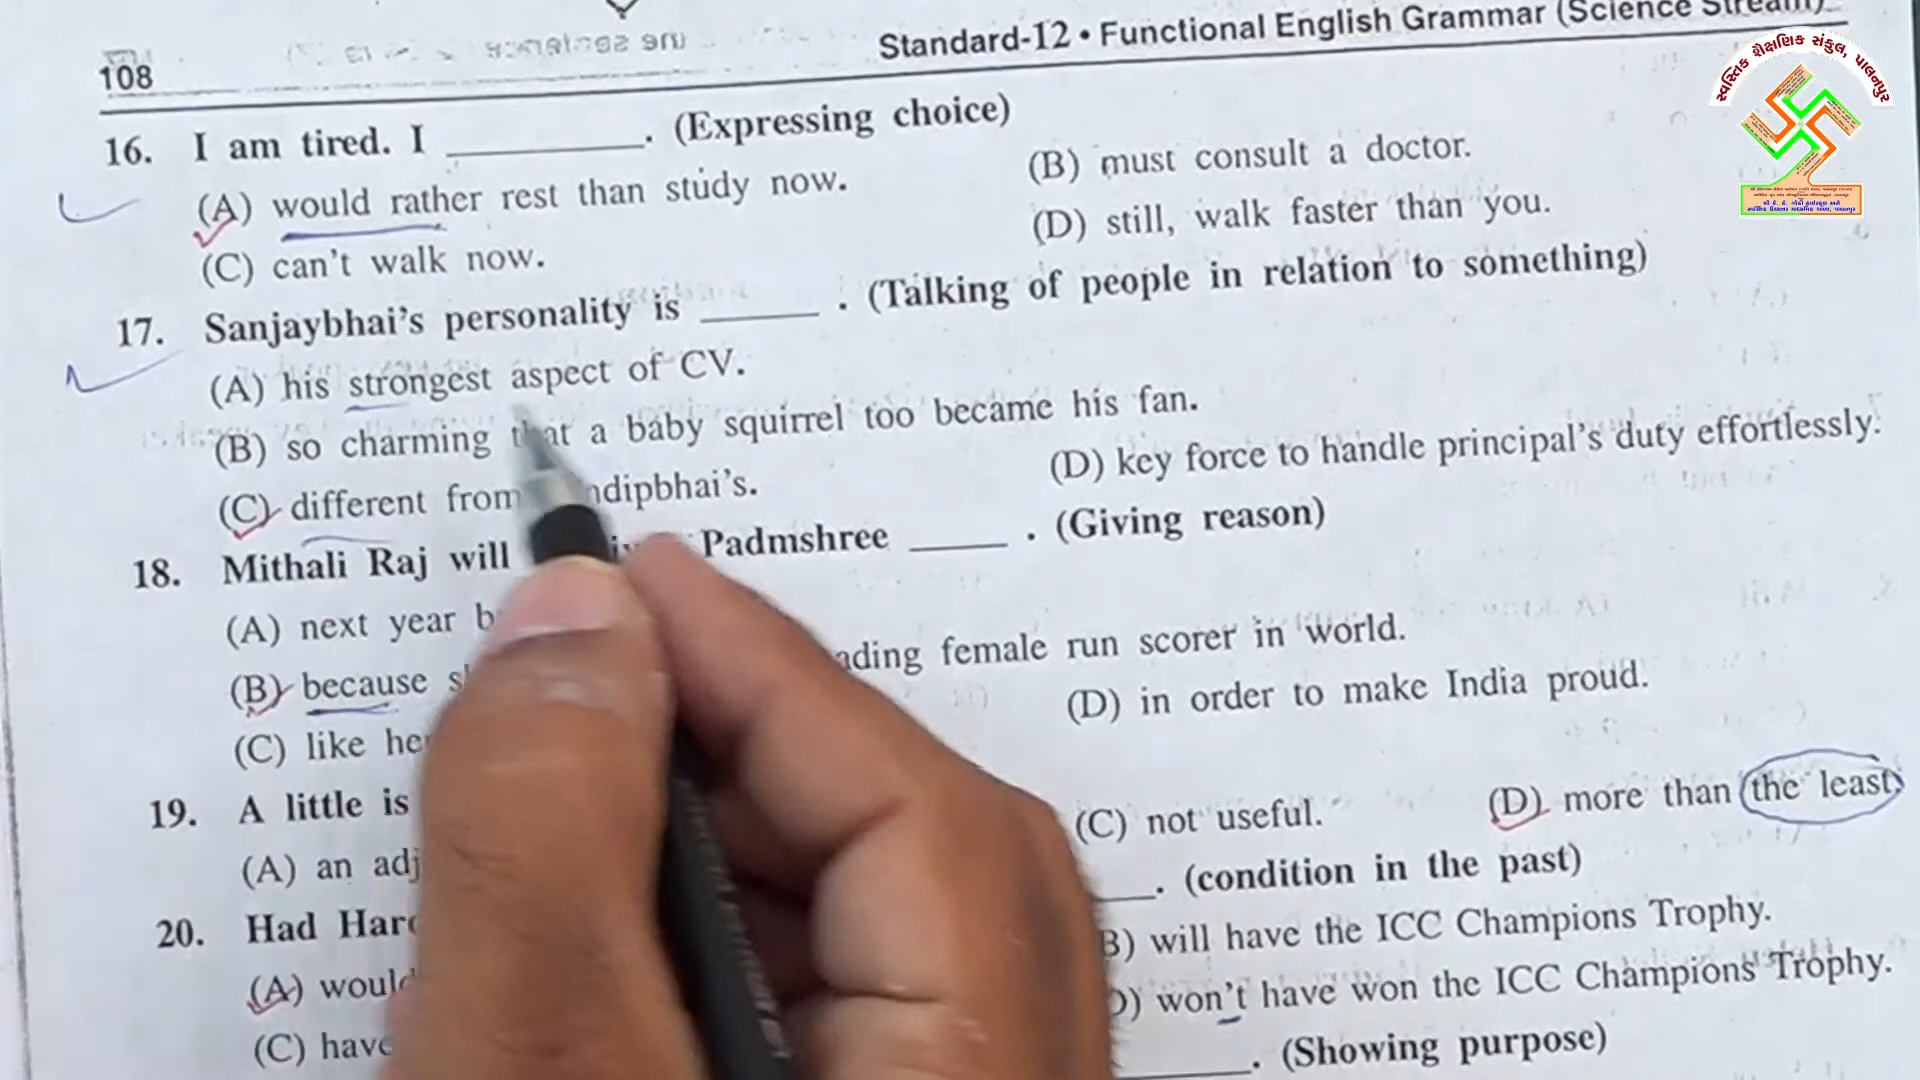 108
Standard-12 • Functional English Grammar (Science Stream)
સ્વસ્તિક શૈક્ષણિક સંકુલ, પાલનપુર
16. I am tired. I ________. (Expressing choice)
(A) would rather rest than study now.
(B) must consult a doctor.
(C) can't walk now.
(D) still, walk faster than you.
17. Sanjaybhai's personality is ______. (Talking of people in relation to something)
(A) his strongest aspect of CV.
(B) so charming that a baby squirrel too became his fan.
(C) different from
(D) key force to handle principal's duty effortlessly.
18. Mithali Raj will Padmshree _____. (Giving reason)
(A) next year
(B) because female run scorer in world.
(C) like
(D) in order to make India proud.
19. A little is
(A) an
(C) not useful.
(D) more than the least
20. Had ___. (condition in the past)
(A)
B) will have the ICC Champions Trophy.
(C)
) won't have won the ICC Champions Trophy.
______. (Showing purpose)